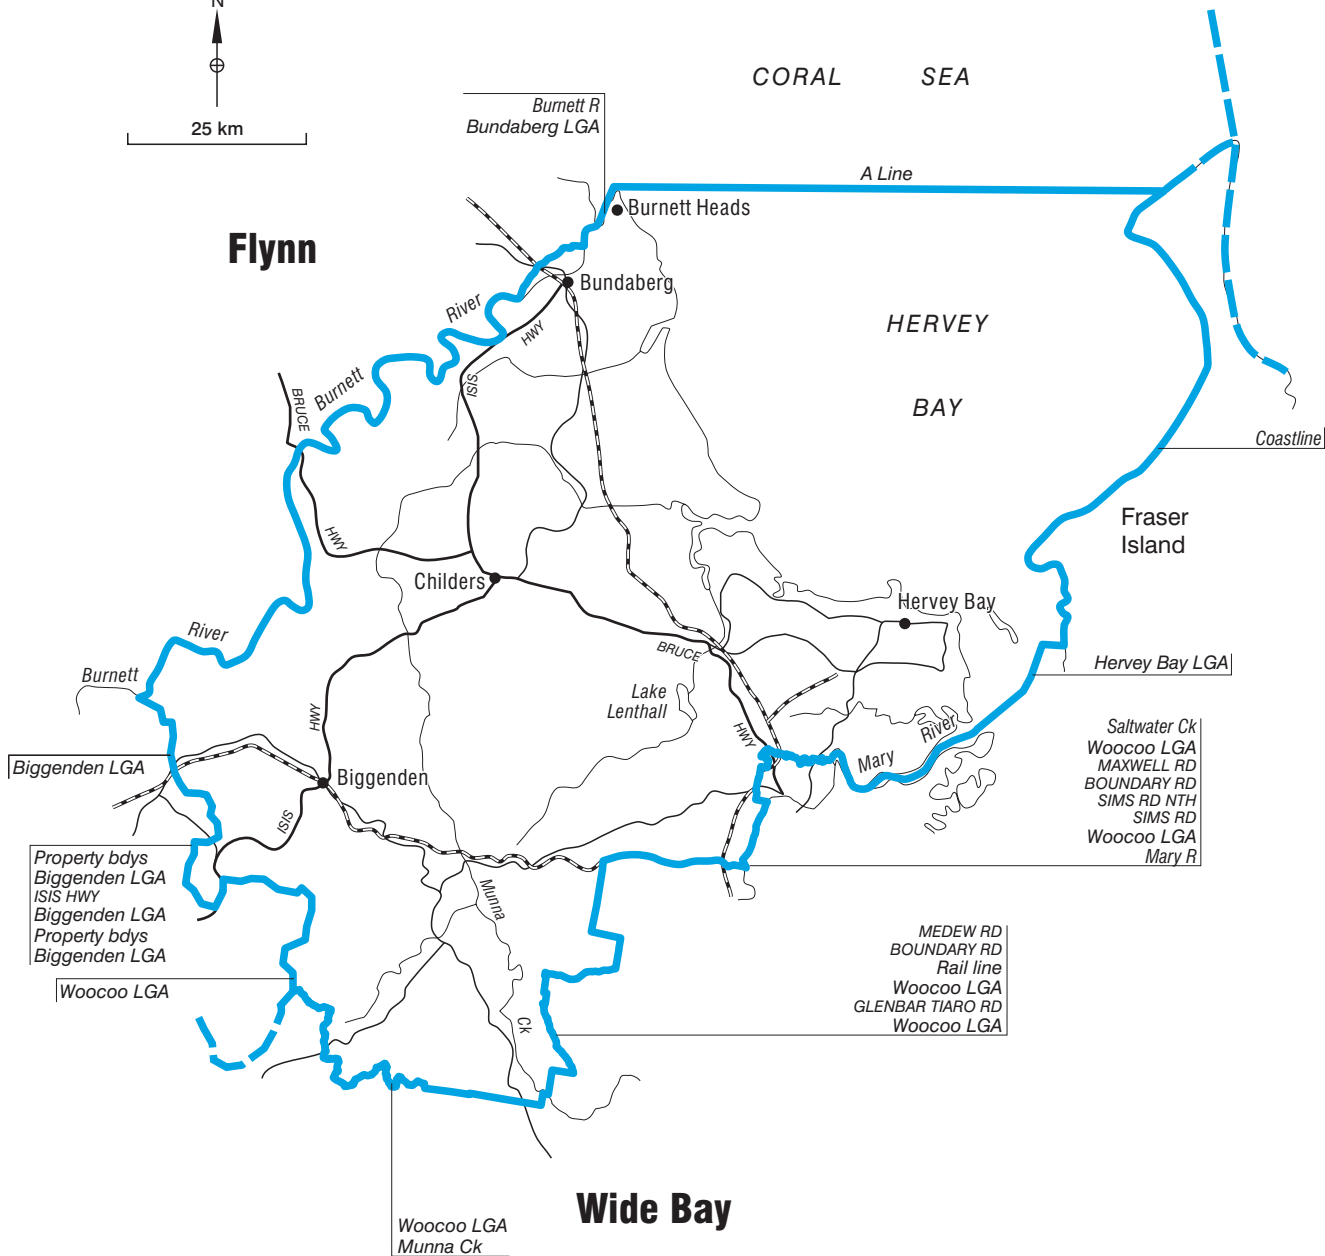 N
25 km
CORAL SEA
Burnett R
Bundaberg LGA
A Line
Burnett Heads
Flynn
Bundaberg
River
HWY
HERVEY
BAY
ISIS
Burnett
BRUCE
Coastline
HWY
Fraser
Island
Childers
Hervey Bay
River
BRUCE
Burnett
Hervey Bay LGA
Lake
Lenthall
HWY
HWY
River
Mary
Biggenden LGA
Biggenden
ISIS
Saltwater Ck
Woocoo LGA
MAXWELL RD
BOUNDARY RD
SIMS RD NTH
SIMS RD
Woocoo LGA
Mary R
Property bdys
Biggenden LGA
ISIS HWY
Biggenden LGA
Property bdys
Biggenden LGA
Munna
Ck
Woocoo LGA
MEDEW RD
BOUNDARY RD
Rail line
Woocoo LGA
GLENBAR TIARO RD
Woocoo LGA
Wide Bay
Woocoo LGA
Munna Ck